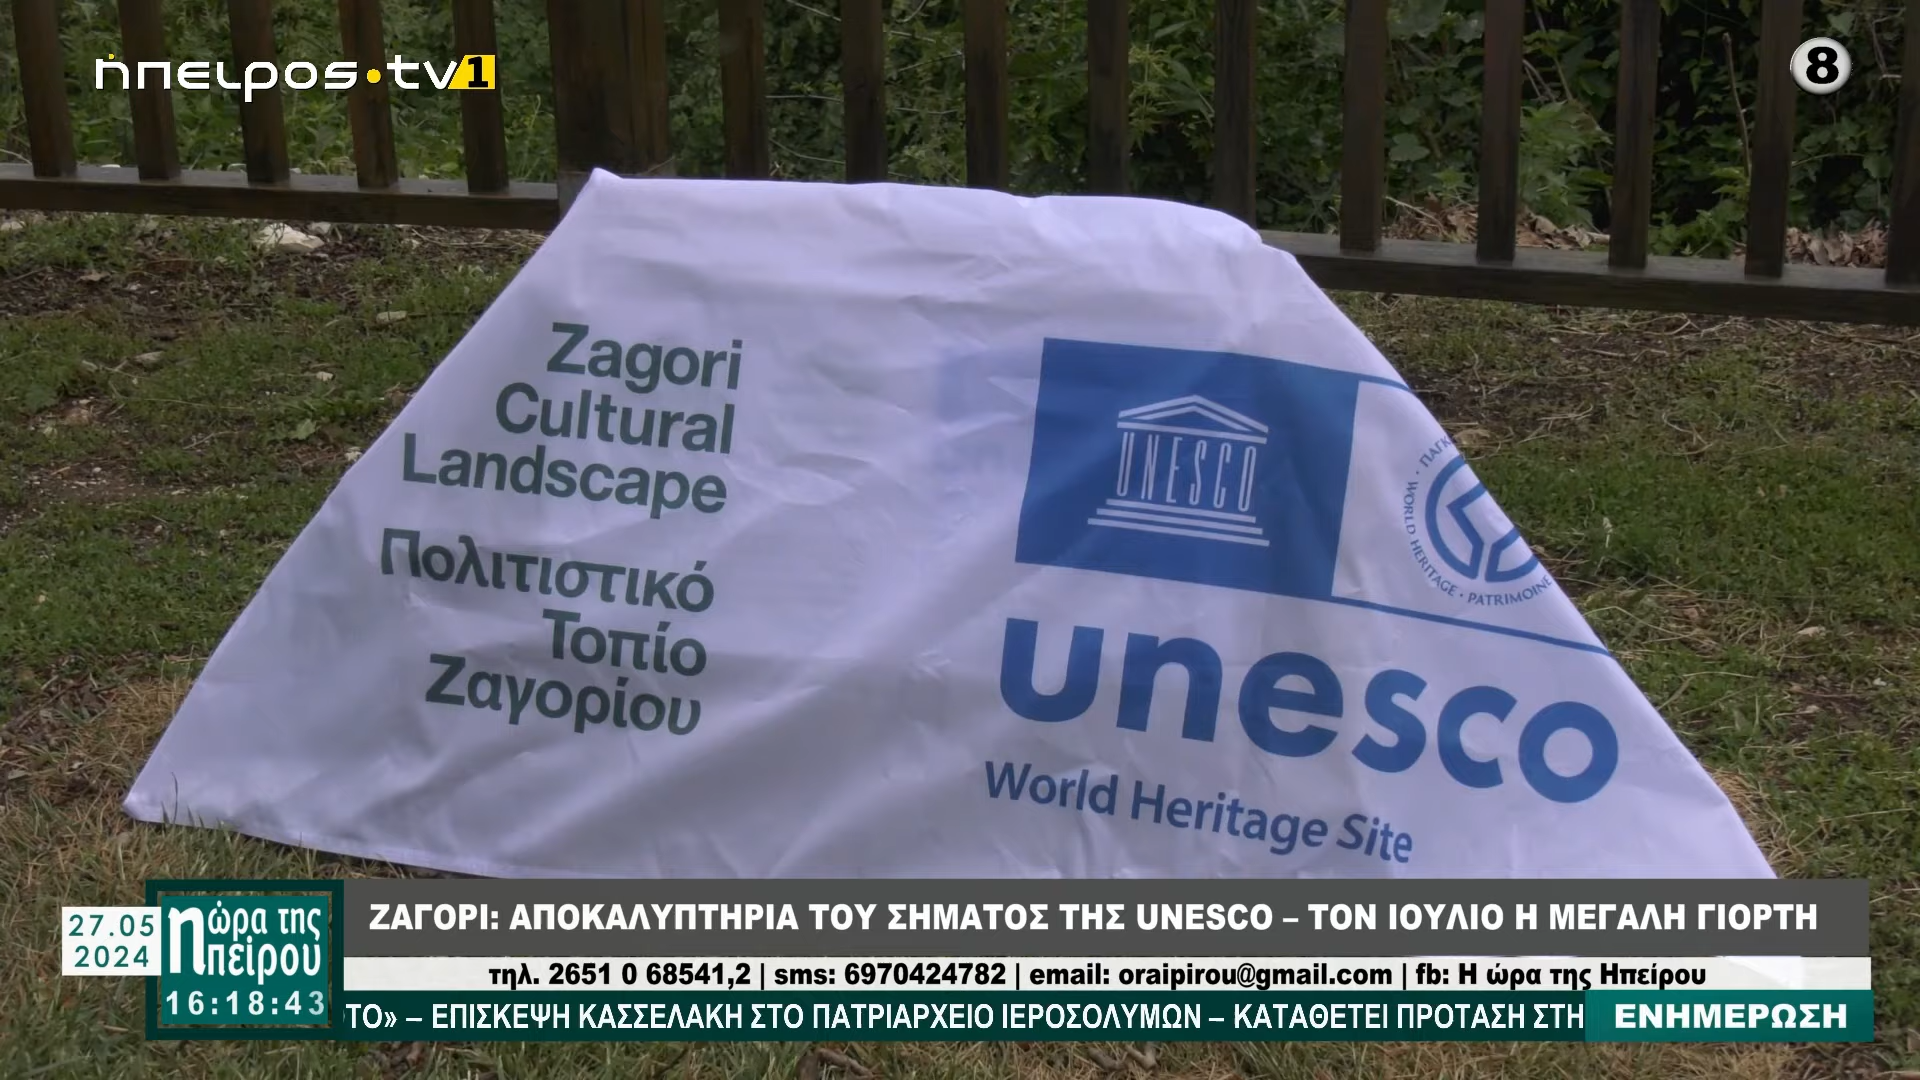 ήπειρος.tv1
8
Zagori
Cultural
Landscape
Πολιτιστικό
Τοπίο
Ζαγορίου
UNESCO
WORLD HERITAGE · PATRIMOINE
unesco
World Heritage Site
27.05
2024
η ώρα της
Ηπείρου
16:18:43
ΖΑΓΟΡΙ: ΑΠΟΚΑΛΥΠΤΗΡΙΑ ΤΟΥ ΣΗΜΑΤΟΣ ΤΗΣ UNESCO – ΤΟΝ ΙΟΥΛΙΟ Η ΜΕΓΑΛΗ ΓΙΟΡΤΗ
τηλ. 2651 0 68541,2 | sms: 6970424782 | email: oraipirou@gmail.com | fb: Η ώρα της Ηπείρου
ΤΟ» – ΕΠΙΣΚΕΨΗ ΚΑΣΣΕΛΑΚΗ ΣΤΟ ΠΑΤΡΙΑΡΧΕΙΟ ΙΕΡΟΣΟΛΥΜΩΝ – ΚΑΤΑΘΕΤΕΙ ΠΡΟΤΑΣΗ ΣΤΗ
ΕΝΗΜΕΡΩΣΗ